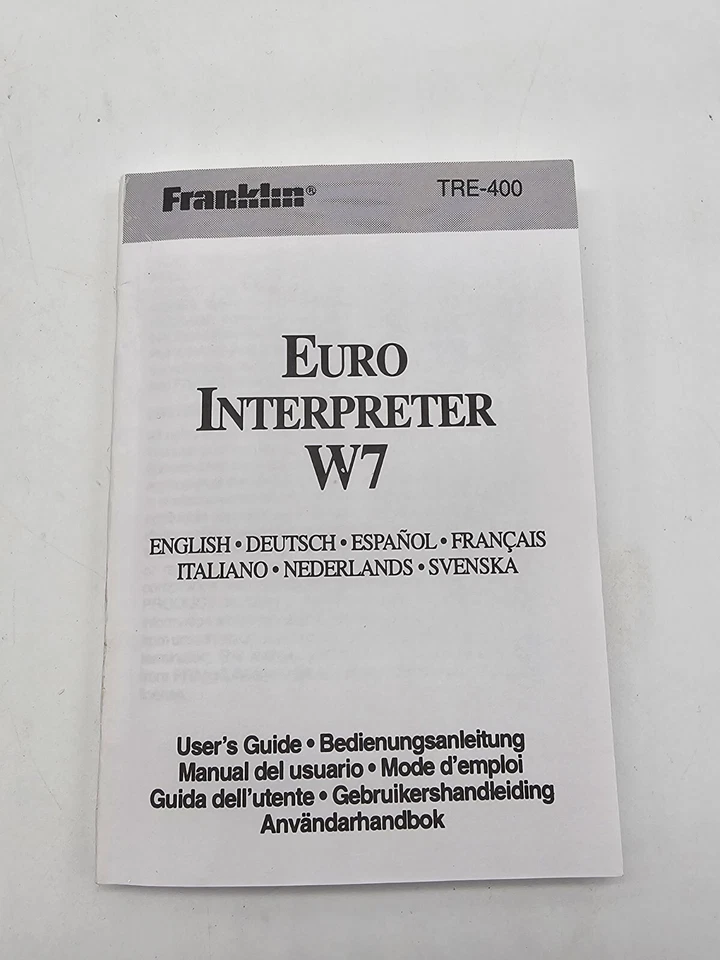 Franklin® TRE-400
EURO
INTERPRETER
W7
ENGLISH • DEUTSCH • ESPAÑOL • FRANÇAIS
ITALIANO • NEDERLANDS • SVENSKA
User's Guide • Bedienungsanleitung
Manual del usuario • Mode d'emploi
Guida dell'utente • Gebruikershandleiding
Användarhandbok